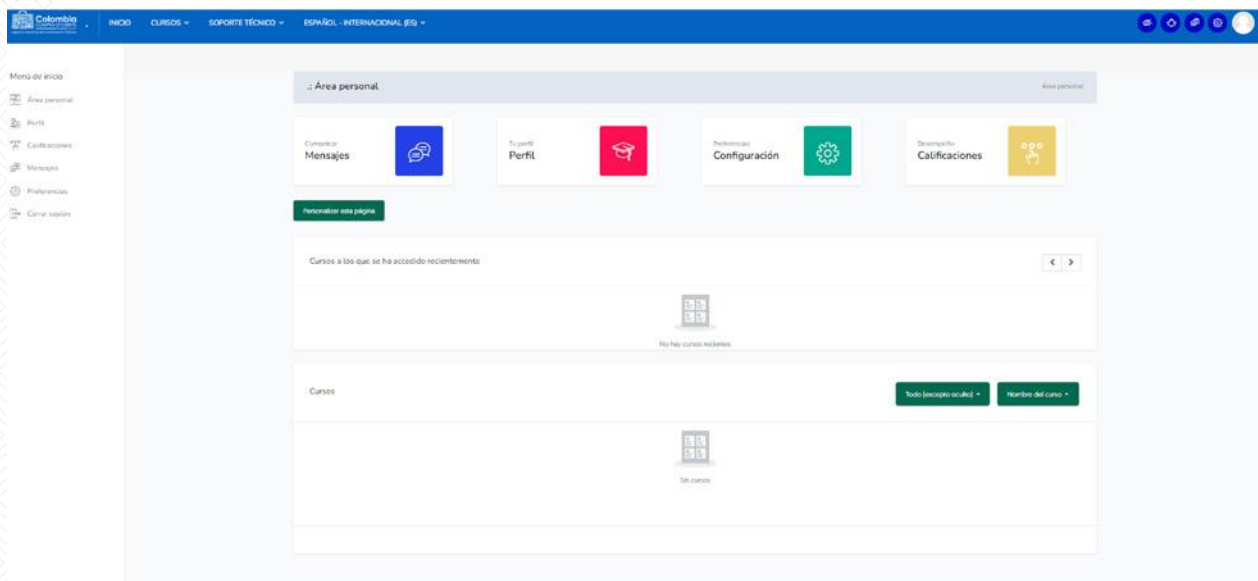 Colombia
INICIO
CURSOS
SOPORTE TÉCNICO
ESPAÑOL - INTERNACIONAL (ES)
Menú de inicio
Área personal
Perfil
Calificaciones
Mensajes
Preferencias
Cerrar sesión
.: Área personal
Área personal
Comunicar
Mensajes
Tu perfil
Perfil
Preferencias
Configuración
Desempeño
Calificaciones
Personalizar esta página
Cursos a los que se ha accedido recientemente
No hay cursos recientes
Cursos
Todo (excepto oculto)
Nombre del curso
Sin cursos